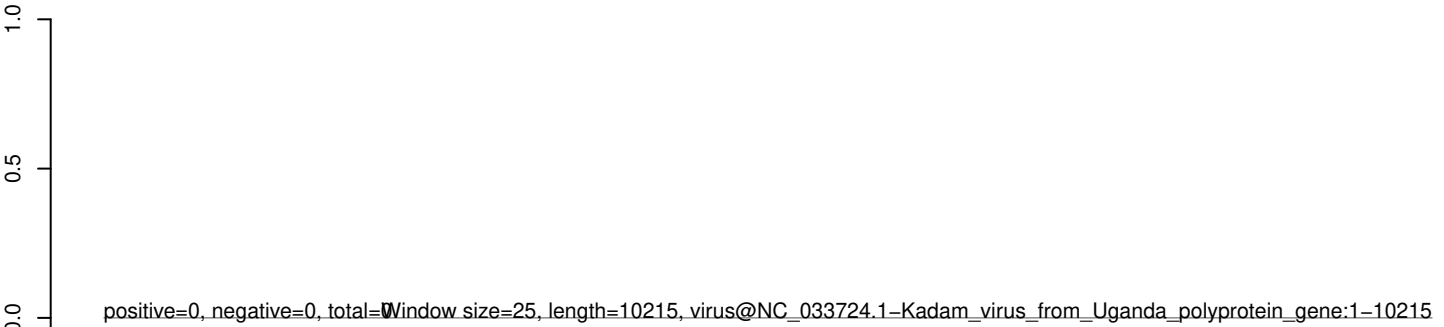 1.0
0.5
0.0
positive=0, negative=0, total=0
Window size=25, length=10215, virus@NC_033724.1−Kadam_virus_from_Uganda_polyprotein_gene:1−10215